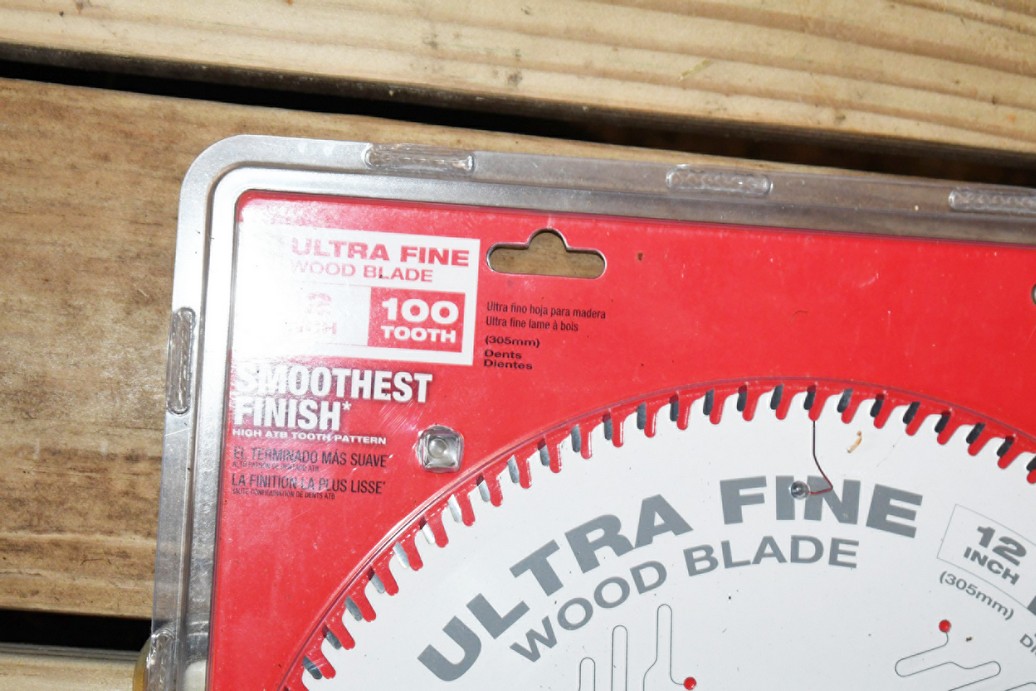 ULTRA FINE
WOOD BLADE
100
TOOTH
Ultra fino hoja para madera
Ultra fine lame à bois
(305mm)
Dents
Dientes
SMOOTHEST
FINISH*
HIGH ATB TOOTH PATTERN
EL TERMINADO MÁS SUAVE*
LA FINITION LA PLUS LISSE*
ULTRA FINE
WOOD BLADE
12
INCH
(305mm)